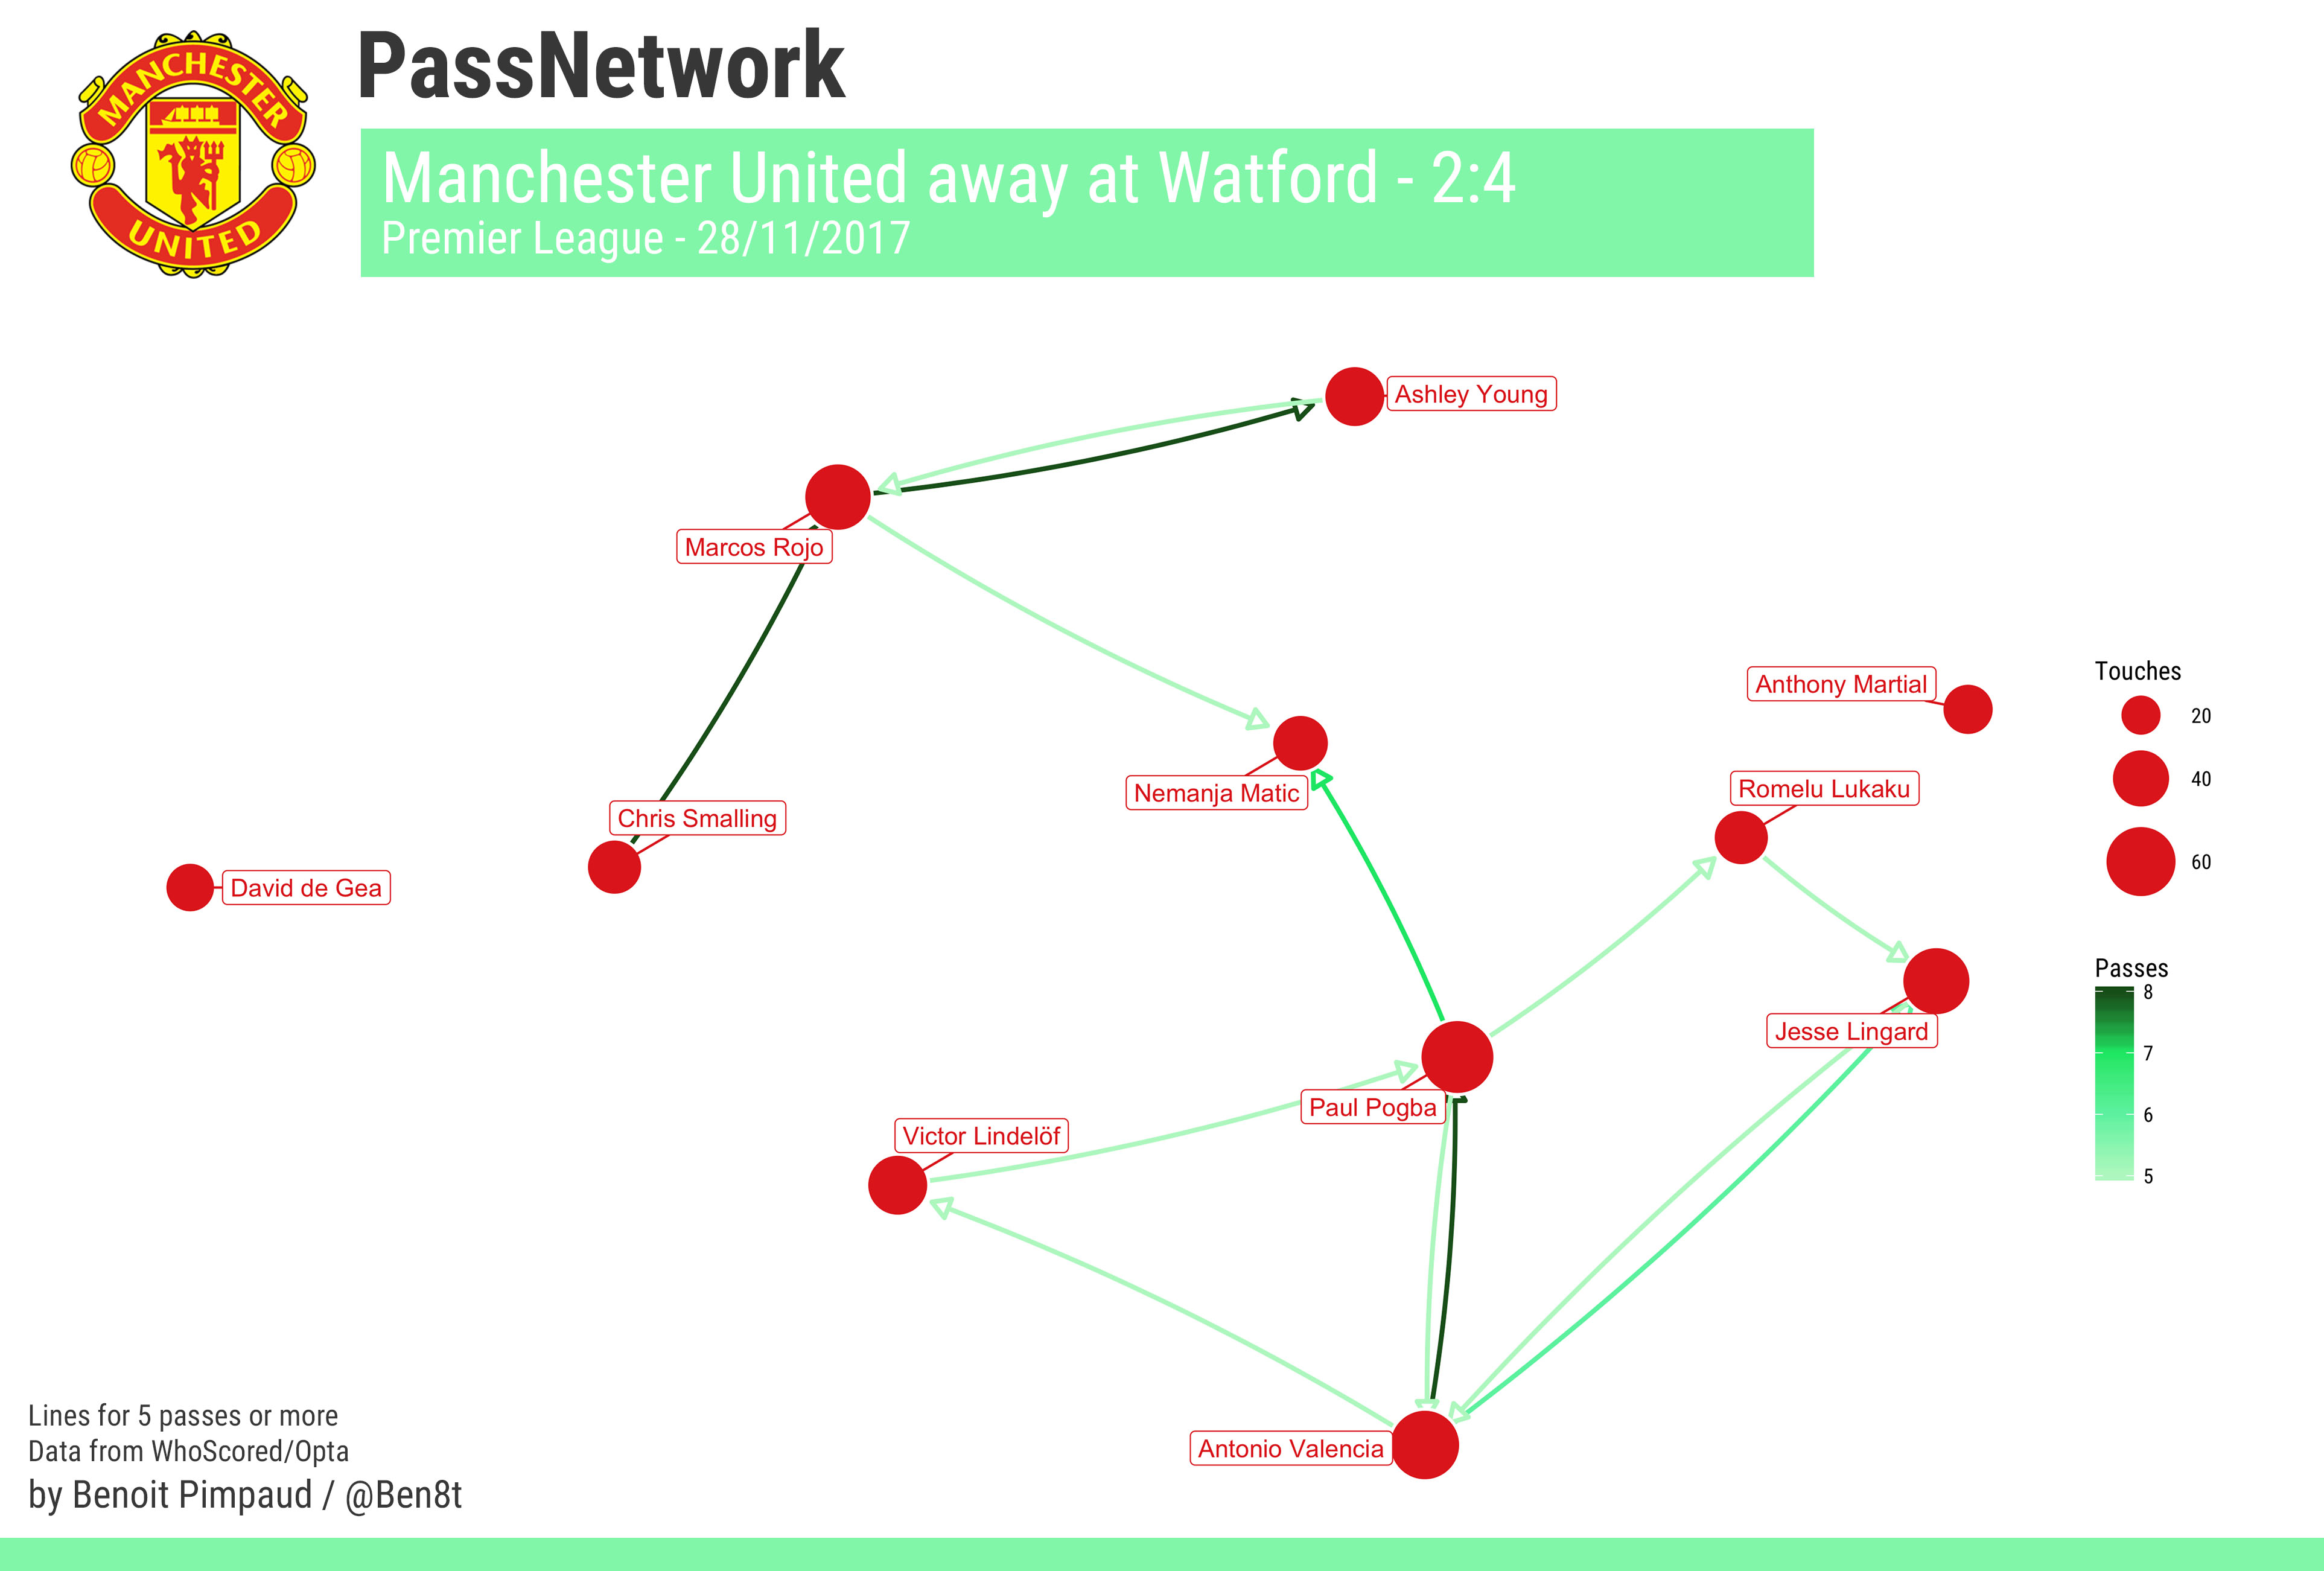 MANCHESTER
UNITED
PassNetwork
Manchester United away at Watford - 2:4
Premier League - 28/11/2017
Ashley Young
Marcos Rojo
Anthony Martial
Nemanja Matic
Romelu Lukaku
Chris Smalling
David de Gea
Jesse Lingard
Paul Pogba
Victor Lindelöf
Antonio Valencia
Touches
20
40
60
Passes
8
7
6
5
Lines for 5 passes or more
Data from WhoScored/Opta
by Benoit Pimpaud / @Ben8t